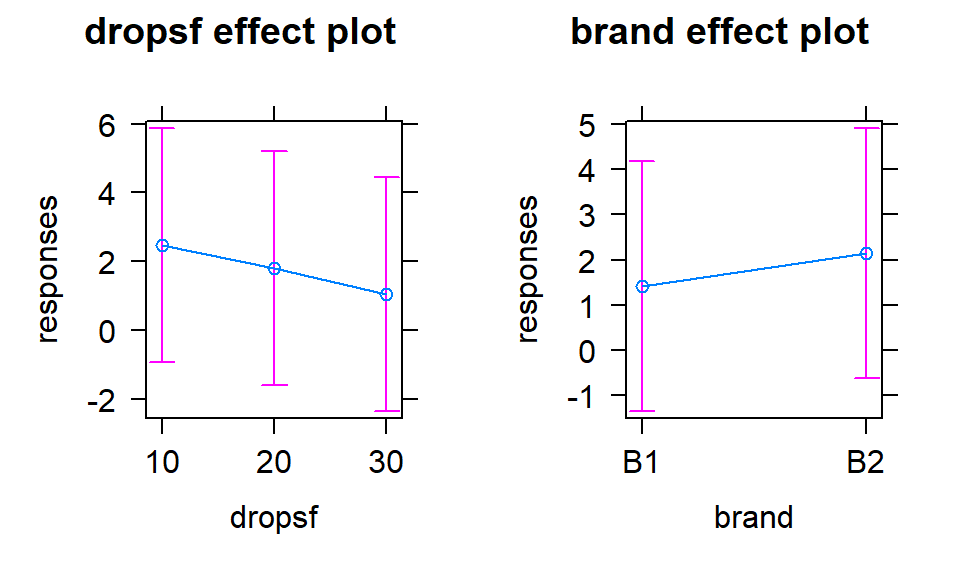 dropsf effect plot
responses
6
4
2
0
-2
10 20 30
dropsf
brand effect plot
responses
5
4
3
2
1
0
-1
B1 B2
brand